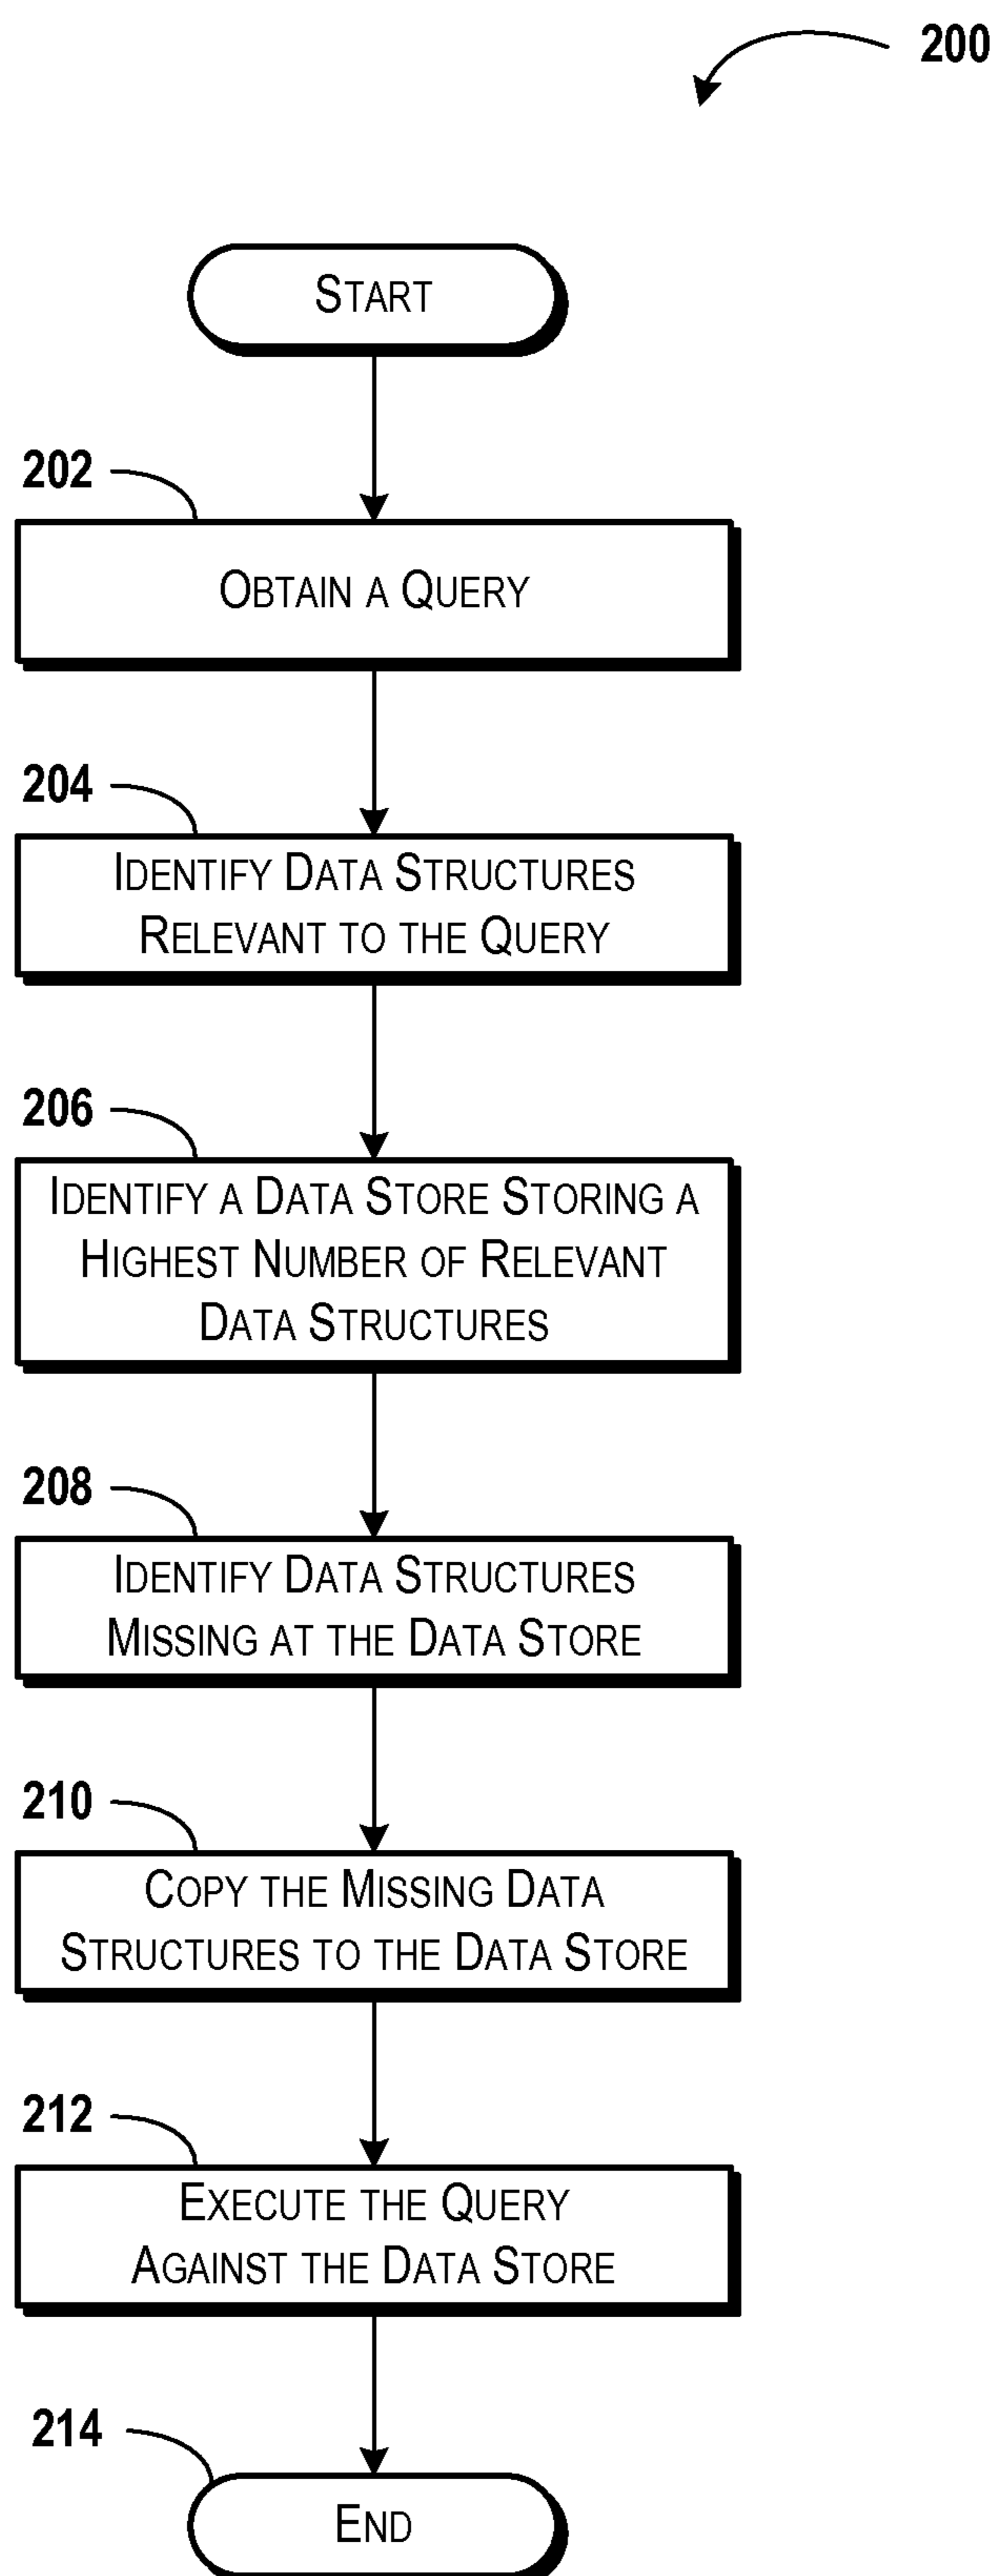 200
START
202
OBTAIN A QUERY
204
IDENTIFY DATA STRUCTURES
RELEVANT TO THE QUERY
206
IDENTIFY A DATA STORE STORING A
HIGHEST NUMBER OF RELEVANT
DATA STRUCTURES
208
IDENTIFY DATA STRUCTURES
MISSING AT THE DATA STORE
210
COPY THE MISSING DATA
STRUCTURES TO THE DATA STORE
212
EXECUTE THE QUERY
AGAINST THE DATA STORE
214
END